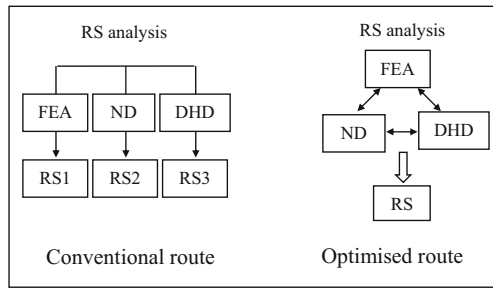 RS analysis
FEA ND DHD
RS1 RS2 RS3
Conventional route
RS analysis
FEA
ND DHD
RS
Optimised route